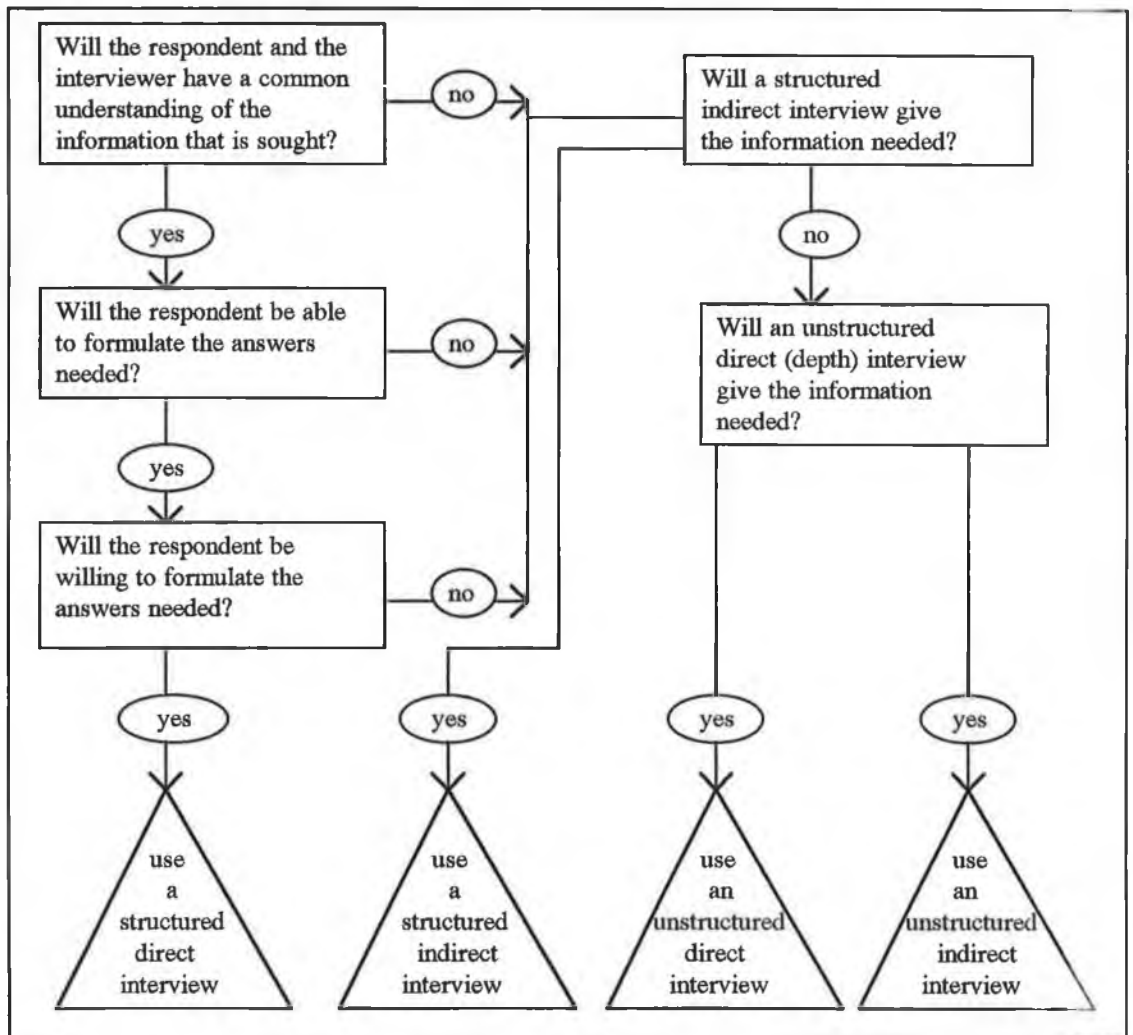 Will the respondent and the
interviewer have a common
understanding of the
information that is sought?
no
yes
Will the respondent be able
to formulate the answers
needed?
no
yes
Will the respondent be
willing to formulate the
answers needed?
no
Will a structured
indirect interview give
the information needed?
no
Will an unstructured
direct (depth) interview
give the information
needed?
yes
yes
yes
yes
use
a
structured
direct
interview
use
a
structured
indirect
interview
use
an
unstructured
direct
interview
use
an
unstructured
indirect
interview